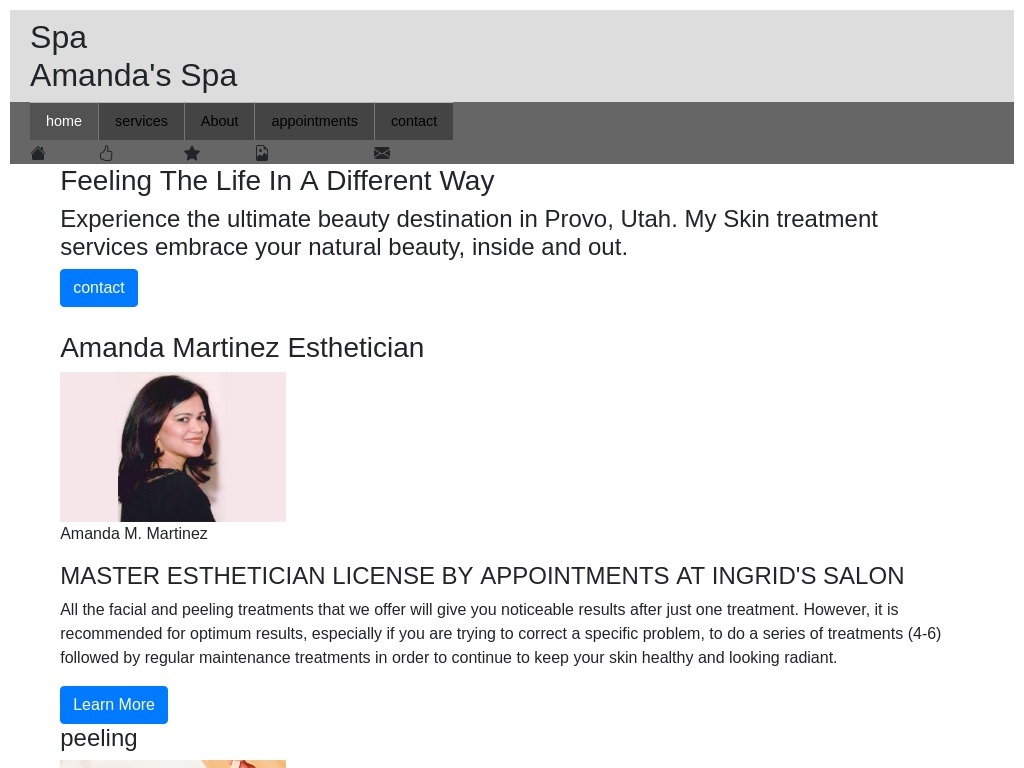 Spa
Amanda's Spa
home services About appointments contact
Feeling The Life In A Different Way
Experience the ultimate beauty destination in Provo, Utah. My Skin treatment
services embrace your natural beauty, inside and out.
contact
Amanda Martinez Esthetician
Amanda M. Martinez
MASTER ESTHETICIAN LICENSE BY APPOINTMENTS AT INGRID'S SALON
All the facial and peeling treatments that we offer will give you noticeable results after just one treatment. However, it is
recommended for optimum results, especially if you are trying to correct a specific problem, to do a series of treatments (4-6)
followed by regular maintenance treatments in order to continue to keep your skin healthy and looking radiant.
Learn More
peeling